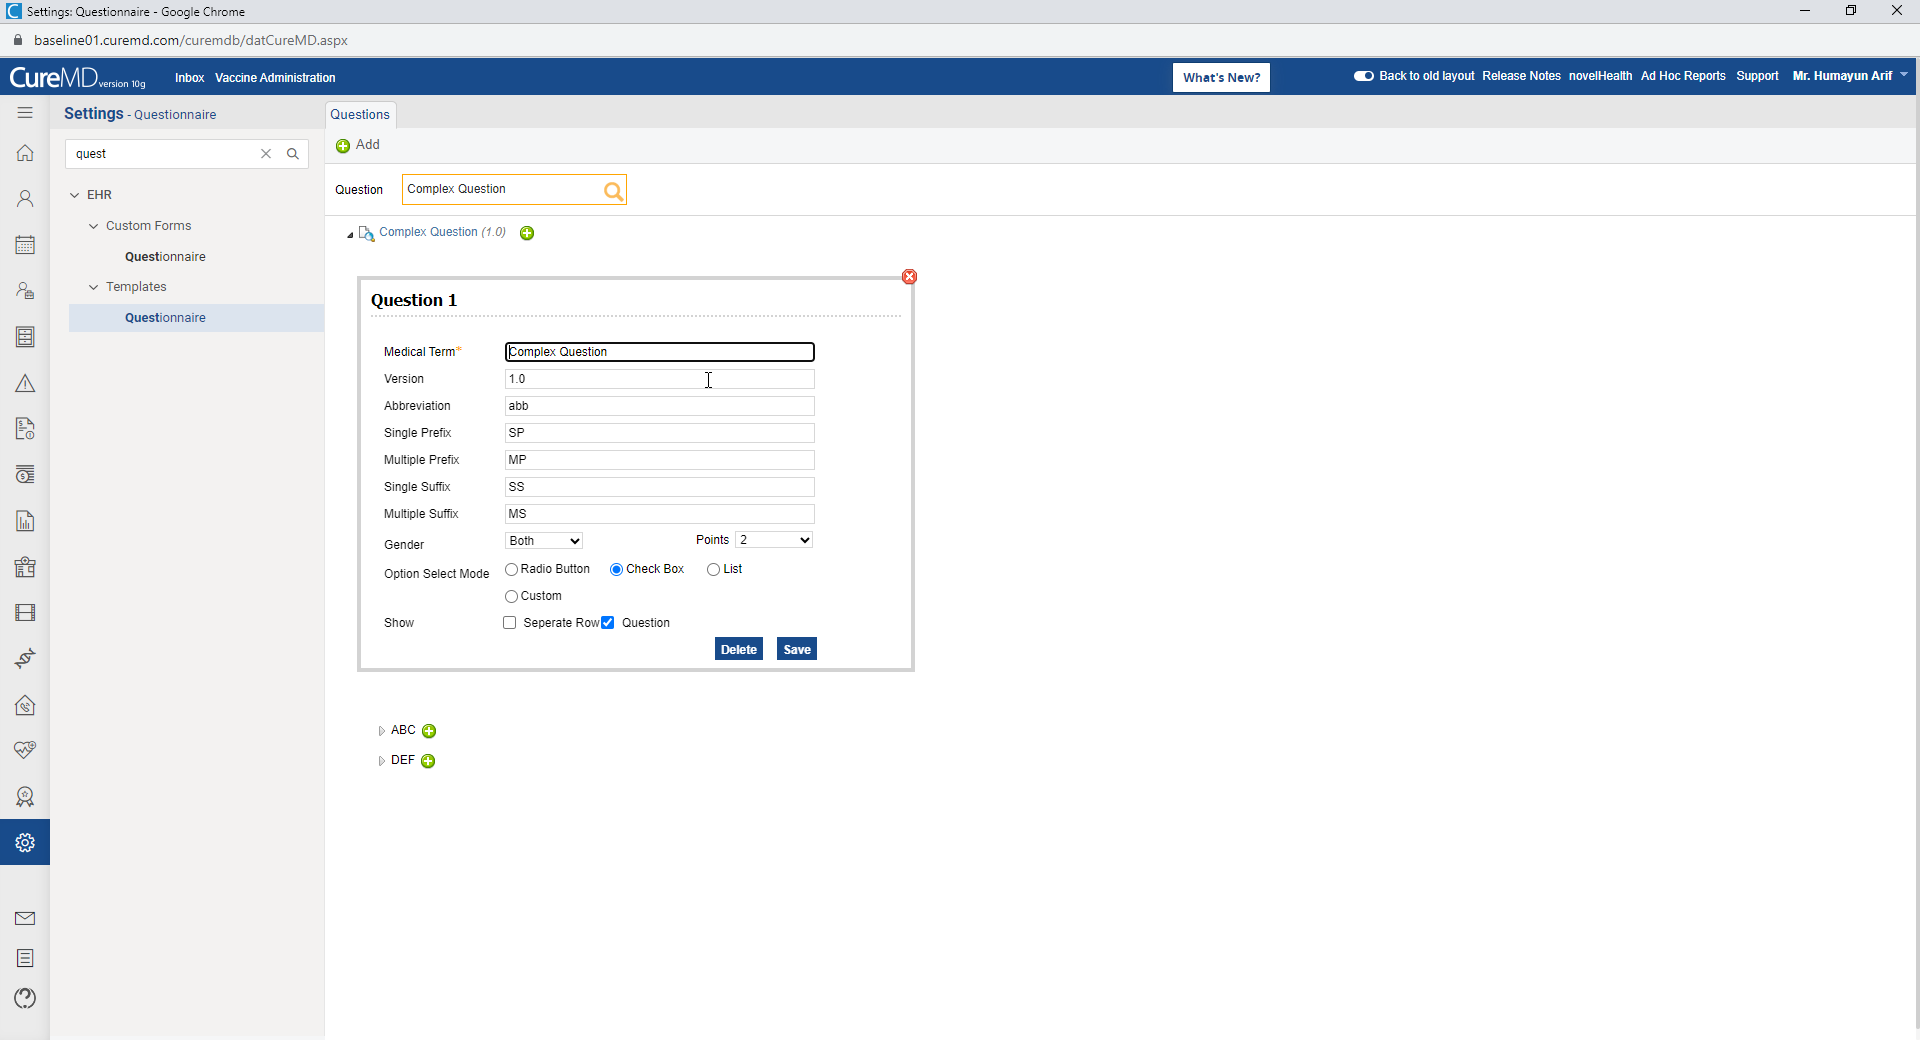 Settings: Questionnaire - Google Chrome
baseline01.curemd.com/curemdb/datCureMD.aspx
CureMD version 10g Inbox Vaccine Administration What's New? Back to old layout Release Notes novelHealth Ad Hoc Reports Support Mr. Humayun Arif
Settings - Questionnaire
Questions
quest
Add
Question Complex Question
EHR
Custom Forms
Questionnaire
Templates
Questionnaire
Complex Question (1.0)
Question 1
Medical Term* Complex Question
Version 1.0
Abbreviation abb
Single Prefix SP
Multiple Prefix MP
Single Suffix SS
Multiple Suffix MS
Gender Both Points 2
Option Select Mode Radio Button Check Box List
Custom
Show Seperate Row Question
Delete Save
ABC
DEF